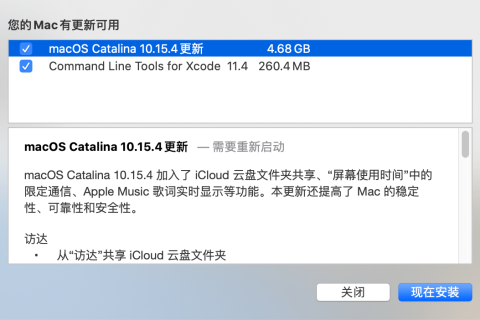 您的Mac有更新可用
macOS Catalina 10.15.4更新 4.68 GB
Command Line Tools for Xcode 11.4 260.4 MB
macOS Catalina 10.15.4更新 — 需要重新启动
macOS Catalina 10.15.4 加入了 iCloud 云盘文件夹共享、“屏幕使用时间”中的
限定通信、Apple Music 歌词实时显示等功能。本更新还提高了 Mac 的稳定
性、可靠性和安全性。
访达
• 从“访达”共享 iCloud 云盘文件夹
关闭 现在安装